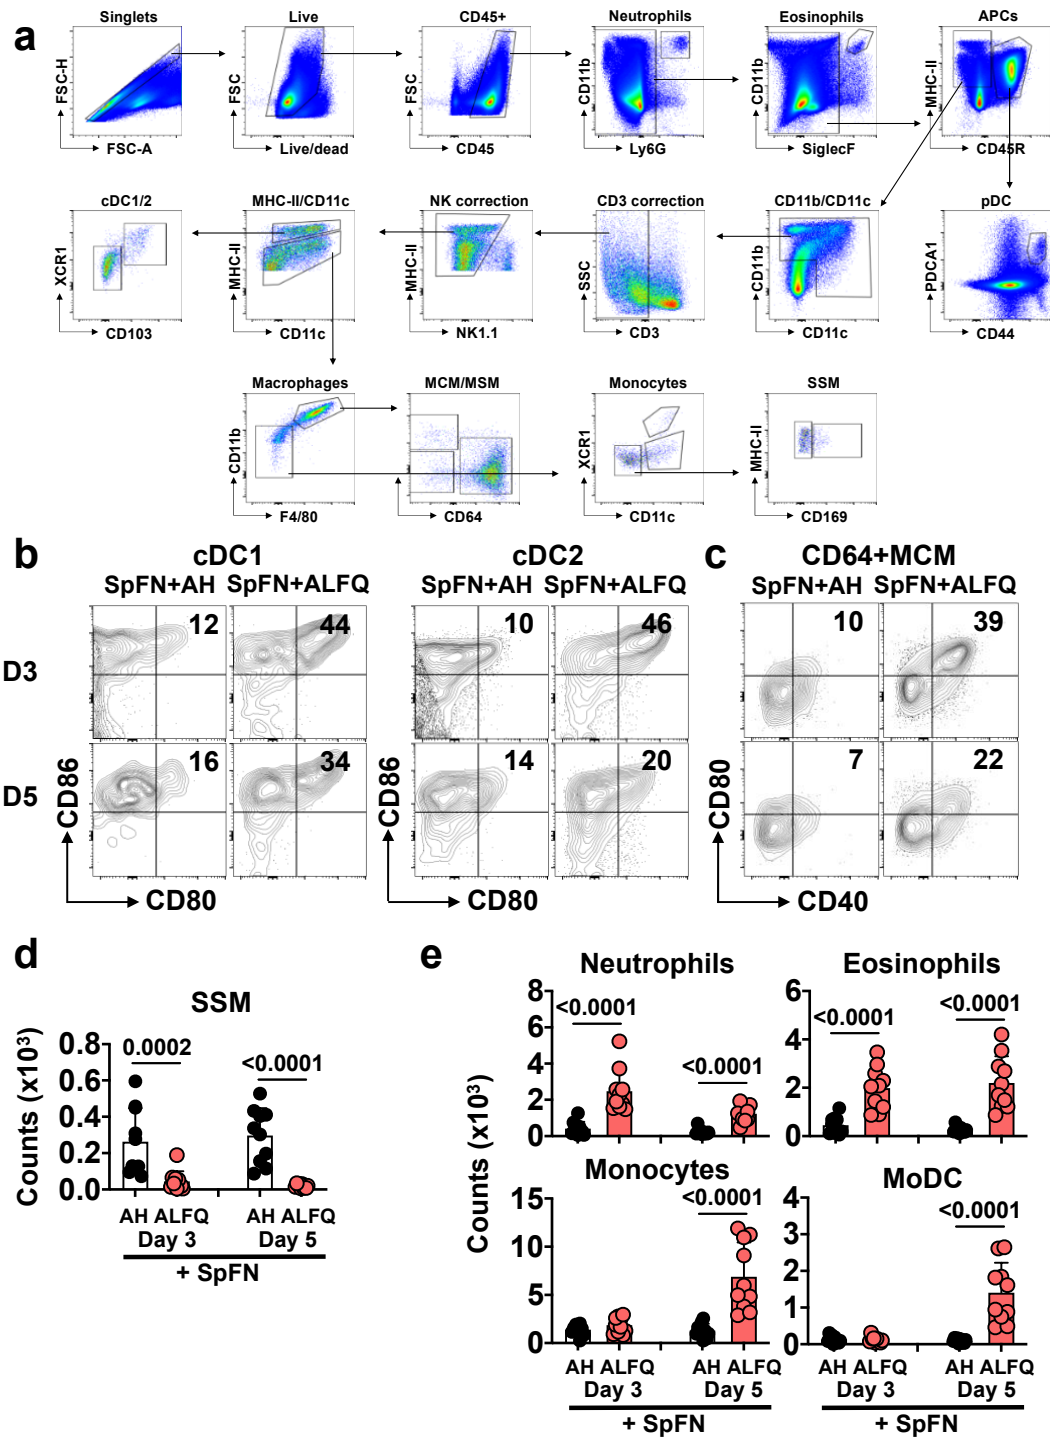 a
Singlets
Live
CD45+
Neutrophils
Eosinophils
APCs
FSC-H
FSC-A
FSC
Live/dead
FSC
CD45
CD11b
Ly6G
CD11b
SiglecF
MHC-II
CD45R
cDC1/2
MHC-II/CD11c
NK correction
CD3 correction
CD11b/CD11c
pDC
XCR1
CD103
MHC-II
CD11c
MHC-II
NK1.1
SSC
CD3
CD11b
CD11c
PDCA1
CD44
Macrophages
MCM/MSM
Monocytes
SSM
CD11b
F4/80
CD64
XCR1
CD11c
MHC-II
CD169
b
cDC1
cDC2
SpFN+AH SpFN+ALFQ
SpFN+AH SpFN+ALFQ
D3
12
44
10
46
D5
16
34
14
20
CD86
CD80
CD86
CD80
c
CD64+MCM
SpFN+AH SpFN+ALFQ
10
39
7
22
CD80
CD40
d
SSM
Counts (x10³)
0.8
0.6
0.4
0.2
0.0
0.0002
<0.0001
AH ALFQ
AH ALFQ
Day 3
Day 5
+ SpFN
e
Counts (x10³)
Neutrophils
8
6
4
2
0
<0.0001
<0.0001
Eosinophils
6
4
2
0
<0.0001
<0.0001
Monocytes
15
10
5
0
<0.0001
AH ALFQ
AH ALFQ
Day 3
Day 5
+ SpFN
MoDC
4
3
2
1
0
<0.0001
AH ALFQ
AH ALFQ
Day 3
Day 5
+ SpFN